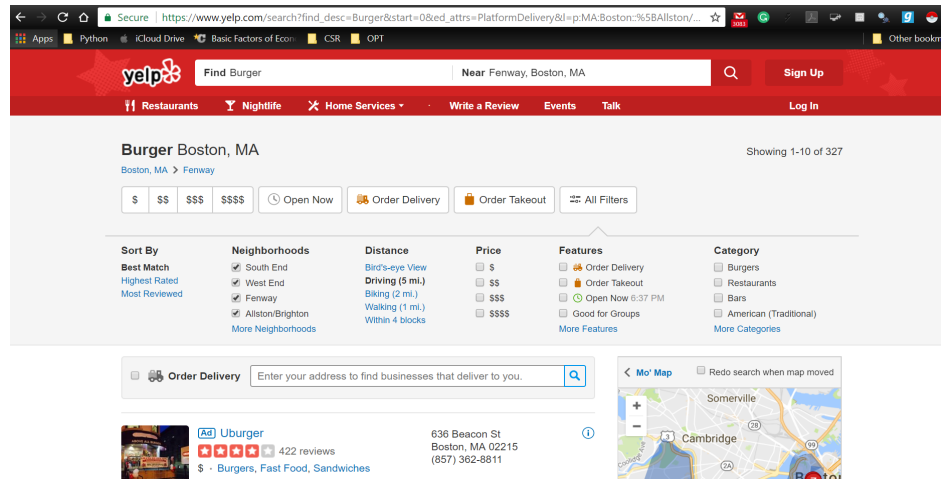 Secure https://www.yelp.com/search?find_desc=Burger&start=0&ed_attrs=PlatformDelivery&l=p:MA:Boston::%5BAllston/...
3083
Apps Python iCloud Drive Basic Factors of Econ CSR OPT Other bookm
yelp Find Burger Near Fenway, Boston, MA Sign Up
Restaurants Nightlife Home Services Write a Review Events Talk Log In
Burger Boston, MA Showing 1-10 of 327
Boston, MA > Fenway
$ $$ $$$ $$$$ Open Now Order Delivery Order Takeout All Filters
Sort By Neighborhoods Distance Price Features Category
Best Match South End Bird's-eye View $ Order Delivery Burgers
Highest Rated West End Driving (5 mi.) $$ Order Takeout Restaurants
Most Reviewed Fenway Biking (2 mi.) $$$ Open Now 6:37 PM Bars
Allston/Brighton Walking (1 mi.) $$$$ Good for Groups American (Traditional)
More Neighborhoods Within 4 blocks More Features More Categories
Order Delivery Enter your address to find businesses that deliver to you.
Mo' Map Redo search when map moved
Ad Uburger 636 Beacon St
422 reviews Boston, MA 02215
$ · Burgers, Fast Food, Sandwiches (857) 362-8811
+
−
Somerville
28
3 Cambridge
99
2A